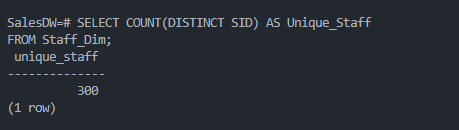 SalesDW=# SELECT COUNT(DISTINCT SID) AS Unique_Staff
FROM Staff_Dim;
 unique_staff
--------------
          300
(1 row)